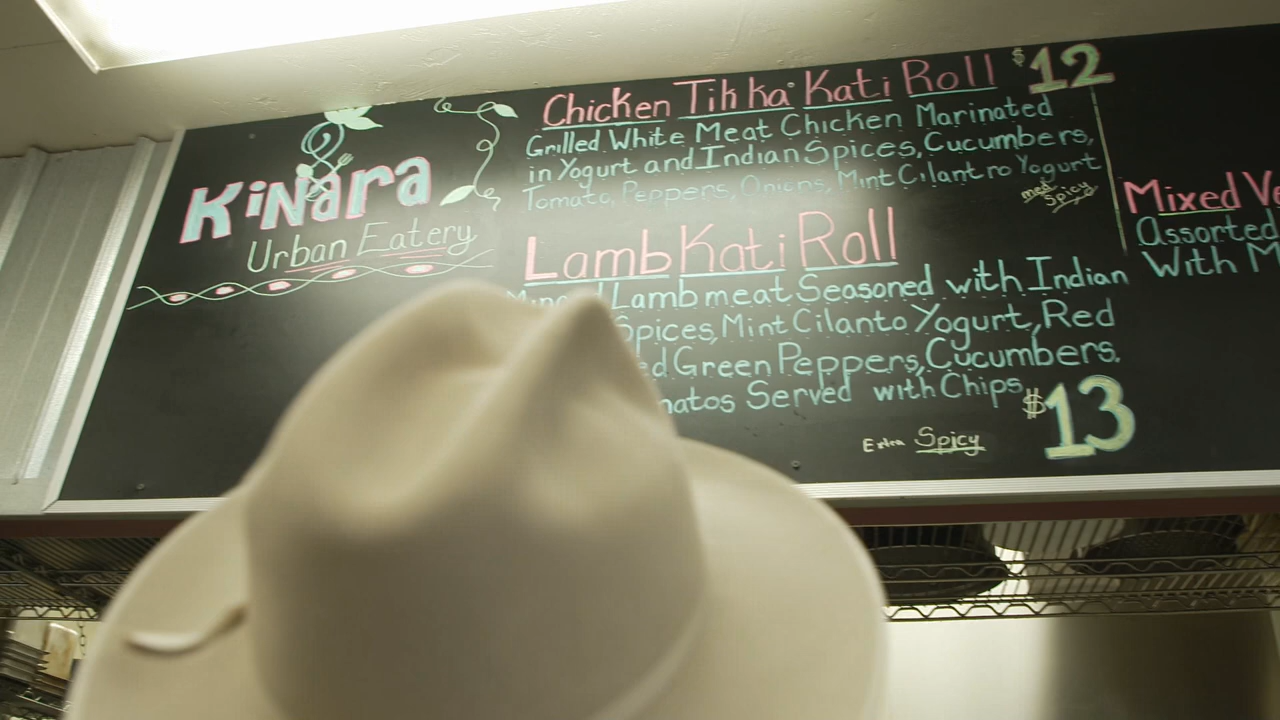 KiNara
Urban Eatery
Chicken Tikka Kati Roll $12
Grilled White Meat Chicken Marinated
in Yogurt and Indian Spices, Cucumbers,
Tomato, Peppers, Onions, Mint Cilantro Yogurt
med Spicy
Lamb Kati Roll
Lamb meat Seasoned with Indian
Spices, Mint Cilanto Yogurt, Red
Green Peppers, Cucumbers.
Served with Chips $13
Extra Spicy
Mixed
Assorted
With